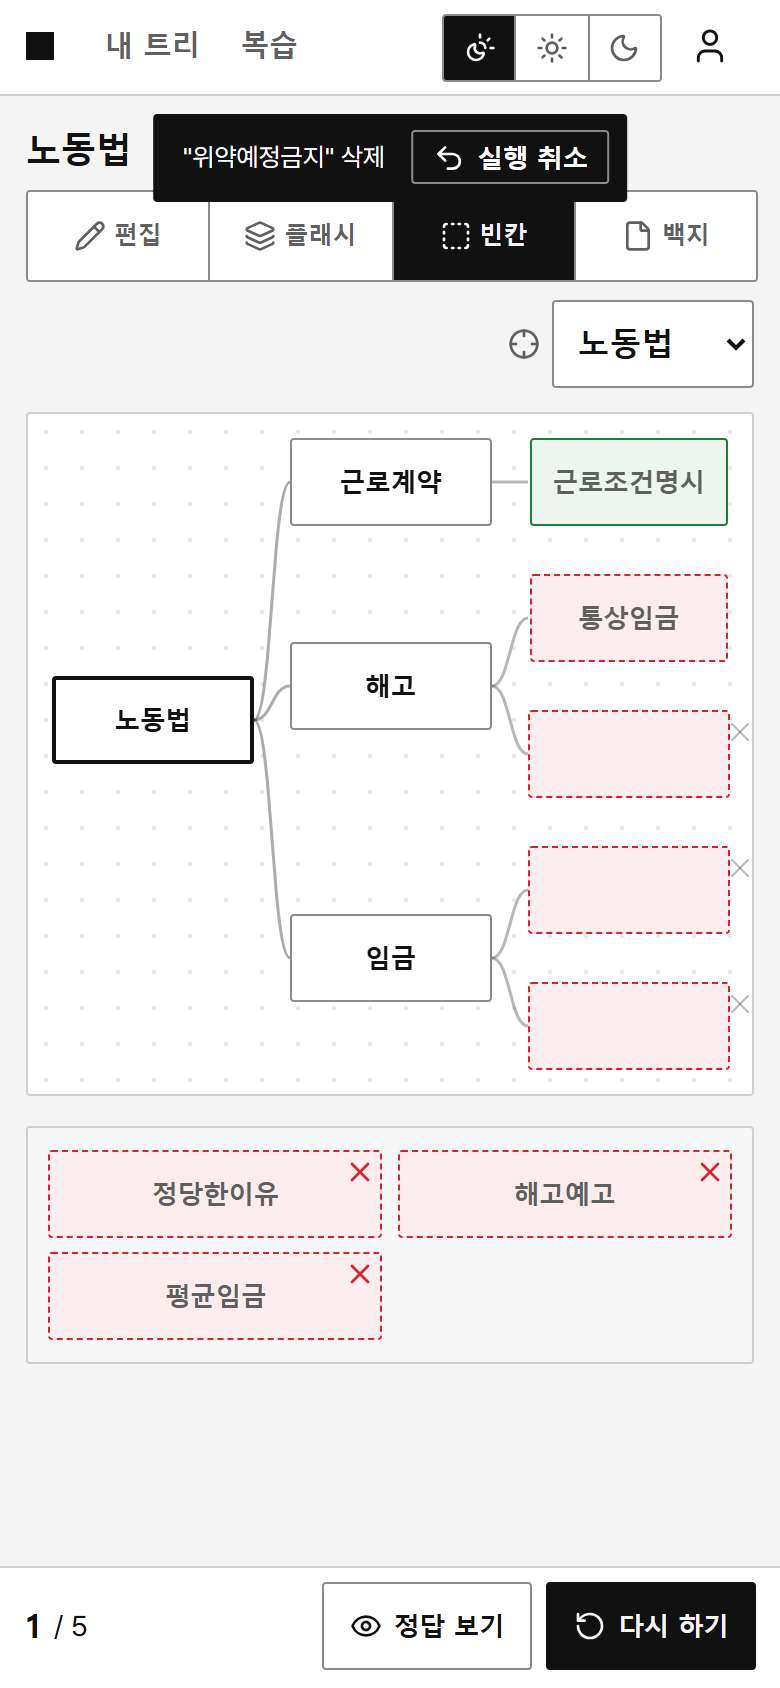 내 트리 복습
노동법
"위약예정금지" 삭제 실행 취소
편집 플래시 빈칸 백지
노동법
근로계약 근로조건명시
통상임금
해고
노동법
임금
정당한이유 해고예고
평균임금
1 / 5 정답 보기 다시 하기